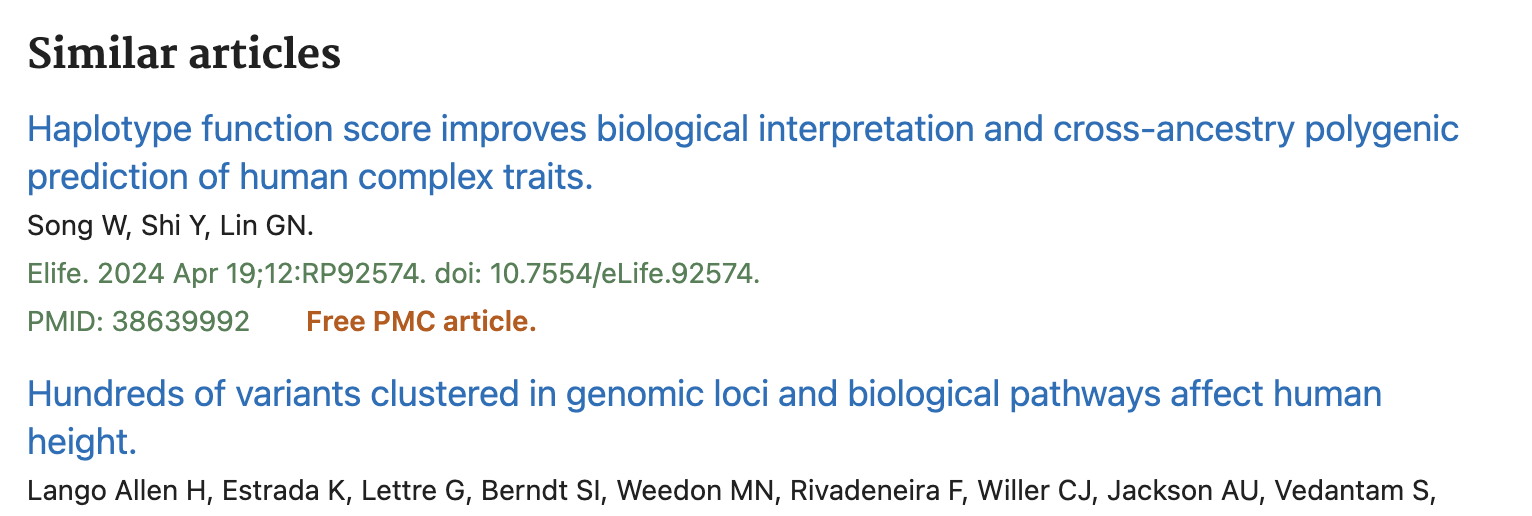 Similar articles
Haplotype function score improves biological interpretation and cross-ancestry polygenic
prediction of human complex traits.
Song W, Shi Y, Lin GN.
Elife. 2024 Apr 19;12:RP92574. doi: 10.7554/eLife.92574.
PMID: 38639992 Free PMC article.
Hundreds of variants clustered in genomic loci and biological pathways affect human
height.
Lango Allen H, Estrada K, Lettre G, Berndt SI, Weedon MN, Rivadeneira F, Willer CJ, Jackson AU, Vedantam S,